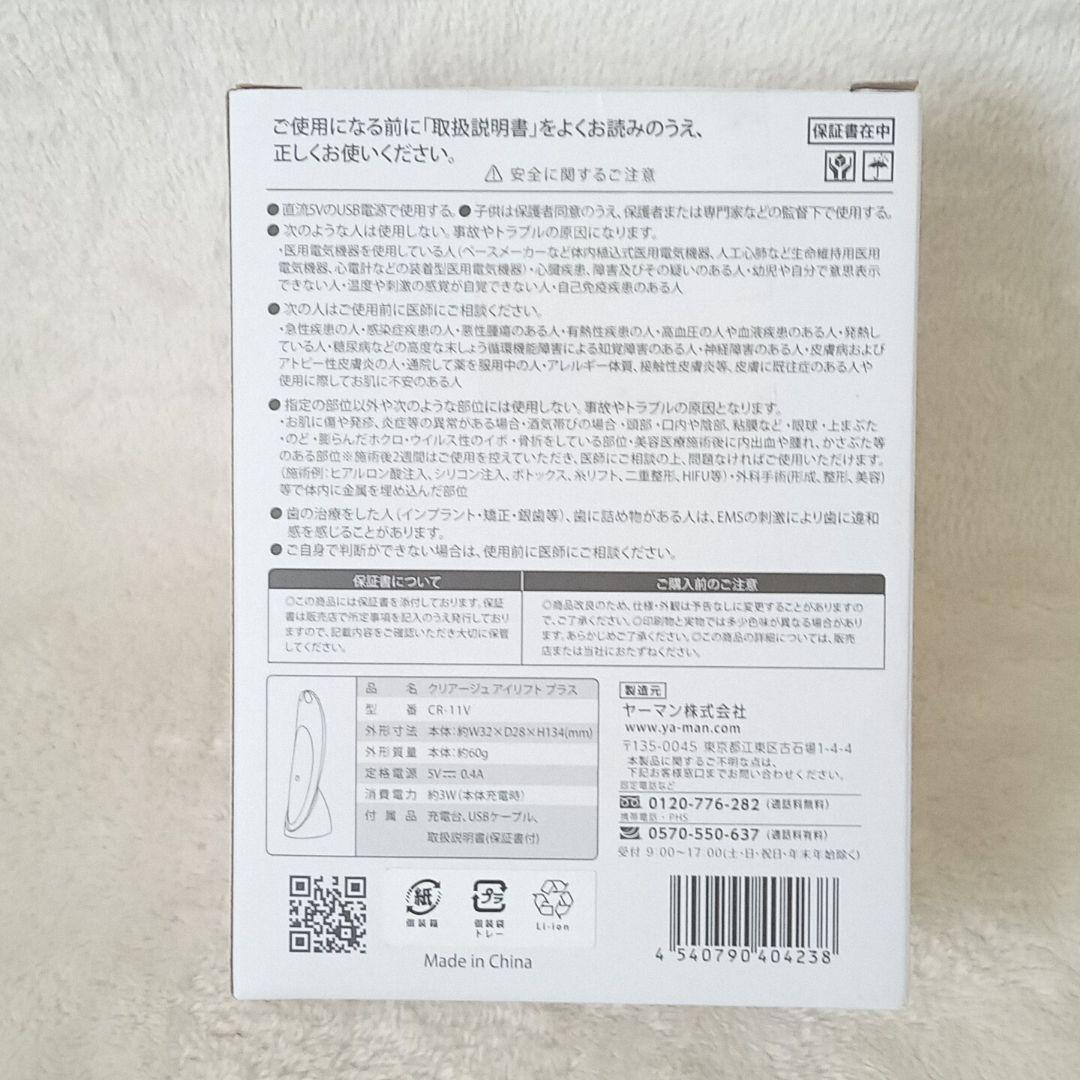 ご使用になる前に「取扱説明書」をよくお読みのうえ、
正しくお使いください。
保証書在中
⚠ 安全に関するご注意
●直流5VのUSB電源で使用する。●子供は保護者同意のうえ、保護者または専門家などの監督下で使用する。
●次のような人は使用しない。事故やトラブルの原因になります。
・医用電気機器を使用している人（ペースメーカーなど体内植込式医用電気機器、人工心肺など生命維持用医用
電気機器、心電計などの装着型医用電気機器）・心臓疾患、障害及びその疑いのある人・幼児や自分で意思表示
できない人・温度や刺激の感覚が自覚できない人・自己免疫疾患のある人
●次の人はご使用前に医師にご相談ください。
・急性疾患の人・感染症疾患の人・悪性腫瘍のある人・有熱性疾患の人・高血圧の人や血液疾患のある人・発熱し
ている人・糖尿病などの高度な末しょう循環機能障害による知覚障害のある人・神経障害のある人・皮膚病および
アトピー性皮膚炎の人・通院して薬を服用中の人・アレルギー体質、接触性皮膚炎等、皮膚に既往症のある人や
使用に際してお肌に不安のある人
●指定の部位以外や次のような部位には使用しない。事故やトラブルの原因となります。
・お肌に傷や発疹、炎症等の異常がある場合・酒気帯びの場合・頭部・口内や陰部、粘膜など・眼球・上まぶた
・のど・膨らんだホクロ・ウイルス性のイボ・骨折をしている部位・美容医療施術後に内出血や腫れ、かさぶた等
のある部位※施術後2週間はご使用を控えていただき、医師にご相談の上、問題なければご使用いただけます。
（施術例：ヒアルロン酸注入、シリコン注入、ボトックス、糸リフト、二重整形、HIFU等）・外科手術(形成、整形、美容)
等で体内に金属を埋め込んだ部位
●歯の治療をした人（インプラント・矯正・銀歯等）、歯に詰め物がある人は、EMSの刺激により歯に違和
感を感じることがあります。
●ご自身で判断ができない場合は、使用前に医師にご相談ください。
保証書について
◎この商品には保証書を添付しております。保証
書は販売店で所定事項を記入のうえ発行しており
ますので、記載内容をご確認いただき大切に保管
してください。
ご購入前のご注意
◎商品改良のため、仕様・外観は予告なしに変更することがありますの
で、ご了承ください。◎印刷物と実物では多少色味が異なる場合があり
ます。あらかじめご了承ください。◎この商品の詳細については、販売
店または当社におたずねください。
品名 クリアージュ アイリフト プラス
型番 CR-11V
外形寸法 本体：約W32×D28×H134(mm)
外形質量 本体：約60g
定格電源 5V⎓ 0.4A
消費電力 約3W（本体充電時）
付属品 充電台、USBケーブル、
取扱説明書(保証書付)
製造元
ヤーマン株式会社
www.ya-man.com
〒135-0045 東京都江東区古石場1-4-4
本製品に関するご不明な点は、
下記お客様窓口までお問い合わせください。
固定電話など
0120-776-282（通話料無料）
携帯電話・PHS
0570-550-637（通話料有料）
受付 9:00～17:00(土・日・祝日・年末年始除く)
紙
個装箱
プラ
個装袋
トレー
Li-ion
Made in China
4 540790 404238